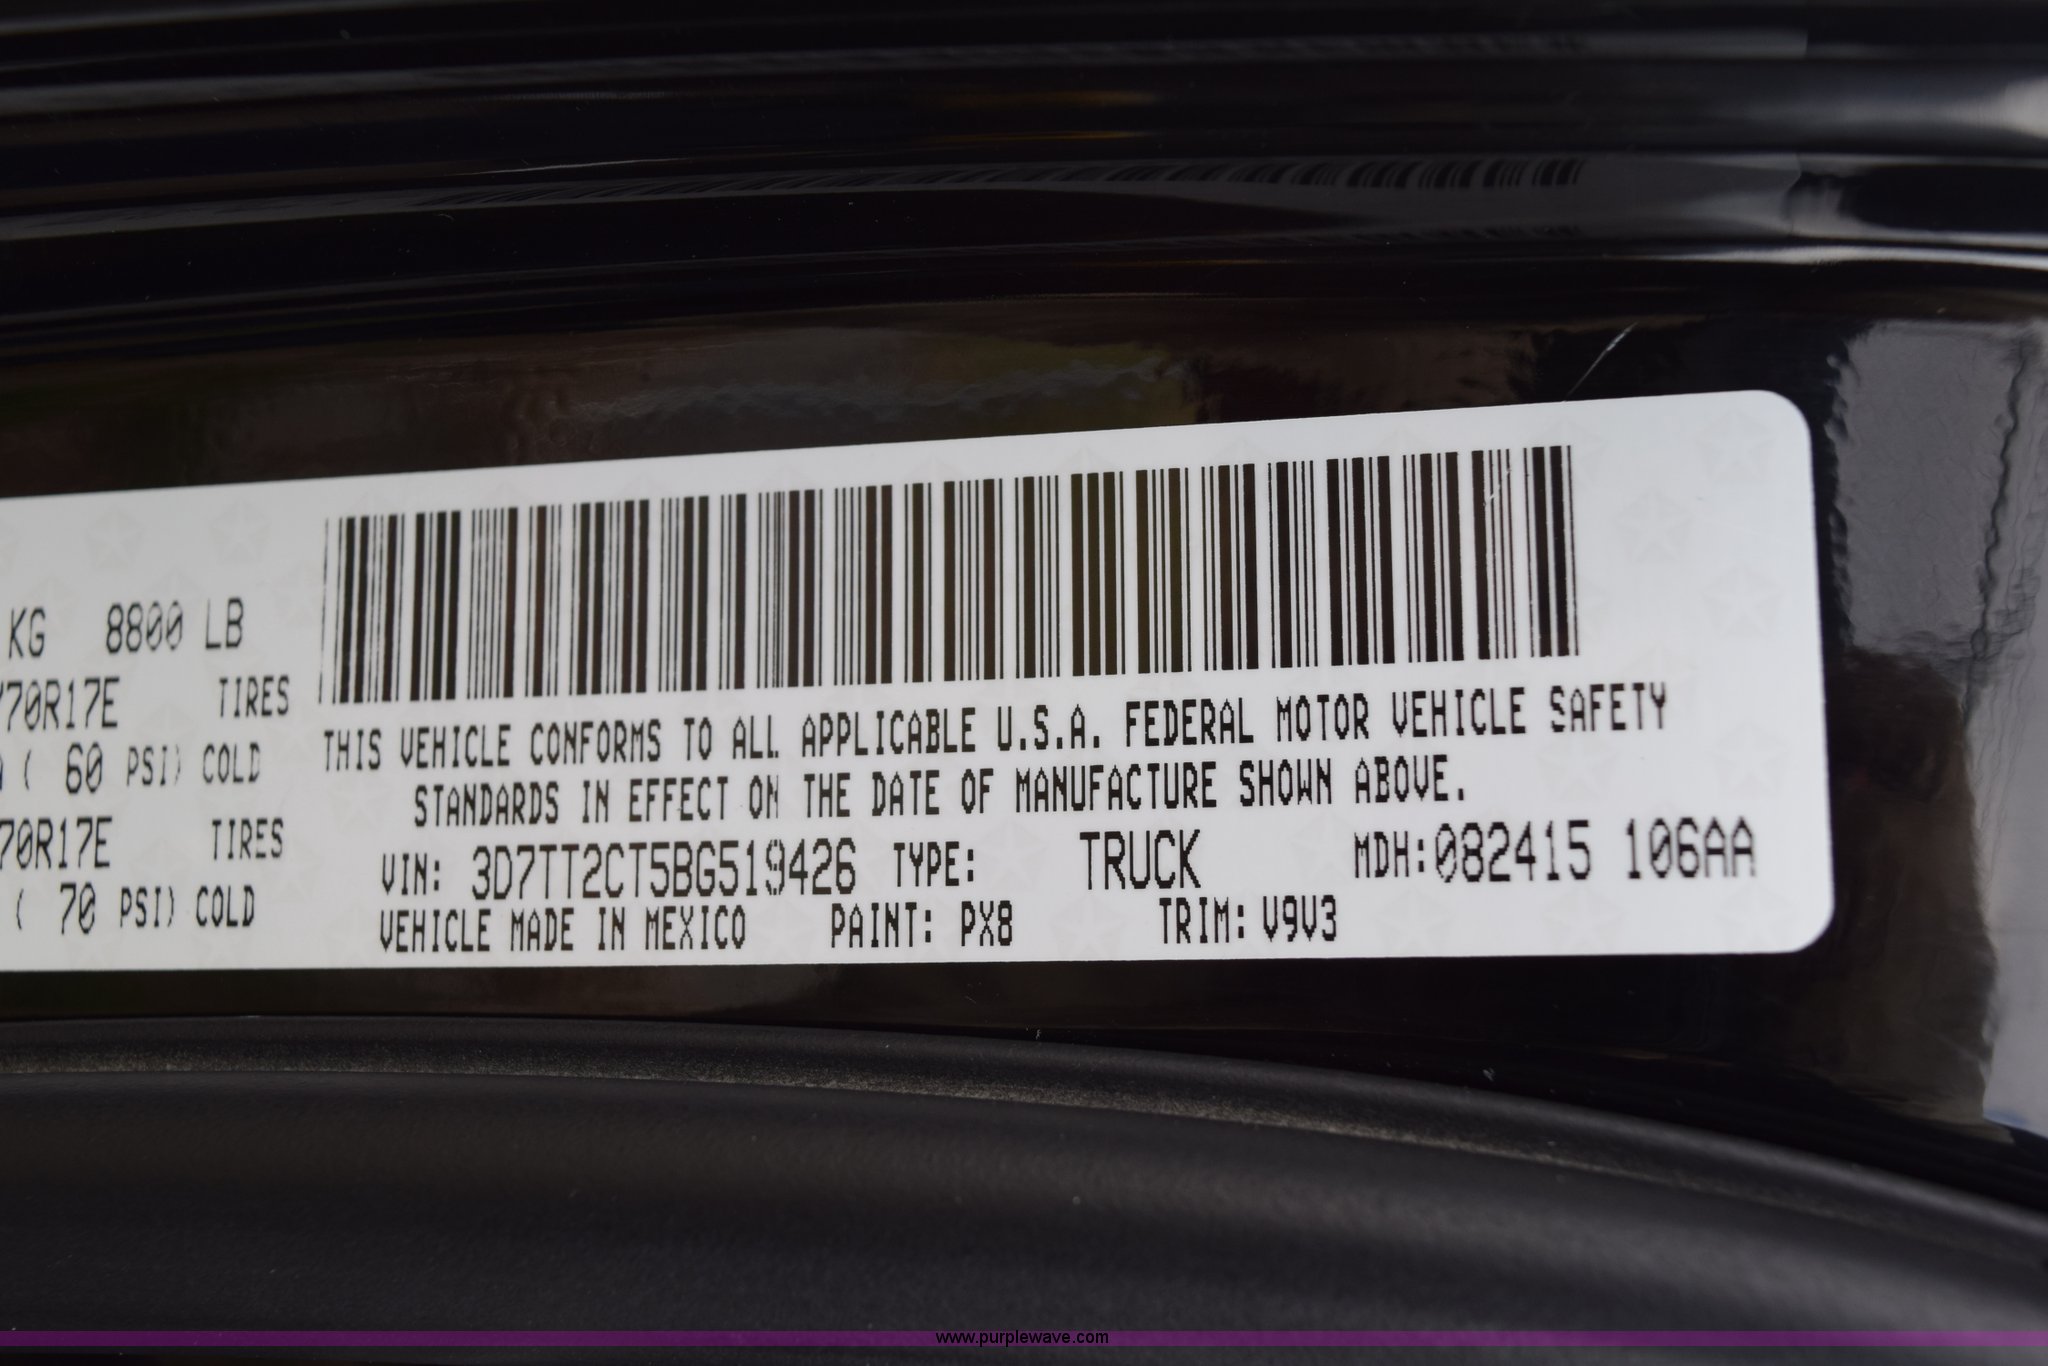 KG 8800 LB
70R17E TIRES
( 60 PSI) COLD
70R17E TIRES
( 70 PSI) COLD
THIS VEHICLE CONFORMS TO ALL APPLICABLE U.S.A. FEDERAL MOTOR VEHICLE SAFETY
STANDARDS IN EFFECT ON THE DATE OF MANUFACTURE SHOWN ABOVE.
VIN: 3D7TT2CT5BG519426 TYPE: TRUCK MDH:082415 106AA
VEHICLE MADE IN MEXICO PAINT: PX8 TRIM: V9V3
www.purplewave.com